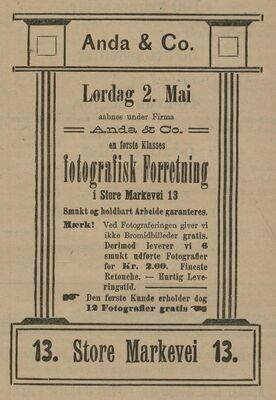 Anda & Co.
Lørdag 2. Mai
aabnes under Firma
Anda & Co.
en første Klasses
fotografisk Forretning
i Store Markevei 13
Smukt og holdbart Arbeide garanteres.
Mærk! Ved Fotograferingen giver vi
ikke Bromidbilleder gratis.
Derimod leverer vi 6
smukt udførte Fotografier
for Kr. 2.00. Fineste
Retouche. — Hurtig Leve-
ringstid.
Den første Kunde erholder dog
12 Fotografier gratis
13. Store Markevei 13.